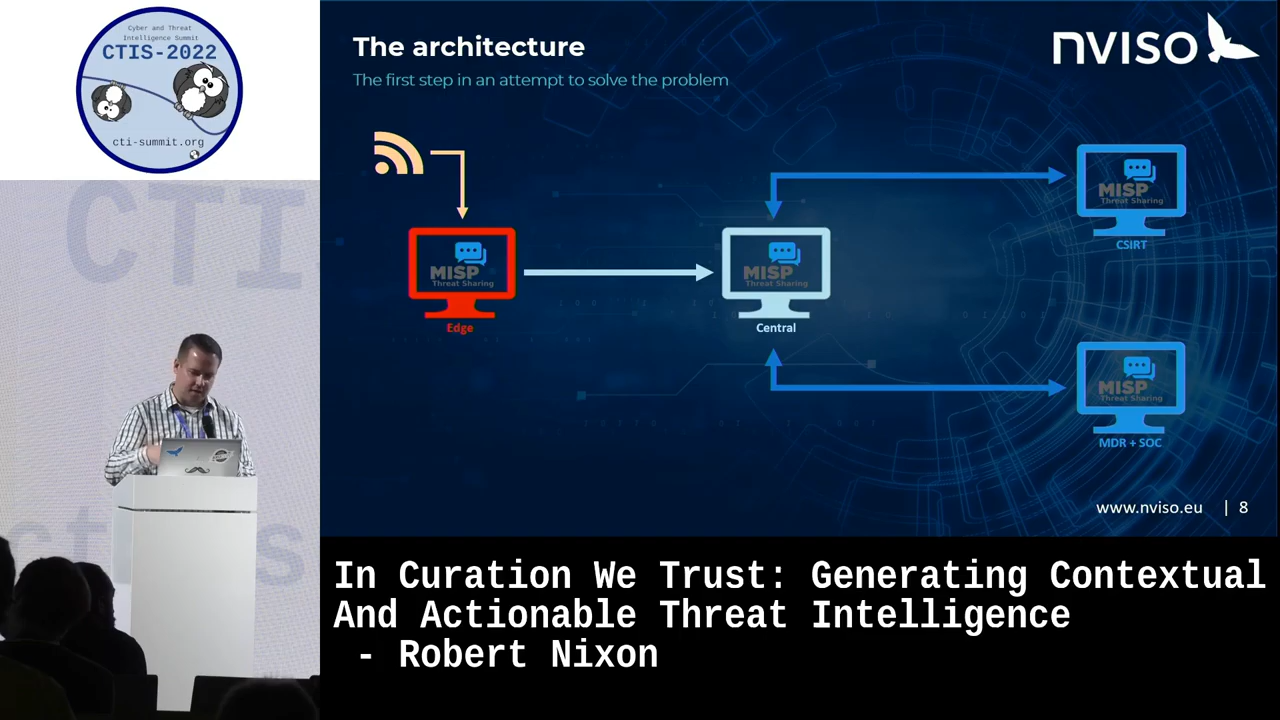 Cyber and Threat
Intelligence Summit
CTIS-2022
cti-summit.org
CTI
The architecture
The first step in an attempt to solve the problem
nviso
MISP
Threat Sharing
Edge
MISP
Threat Sharing
Central
MISP
Threat Sharing
CSIRT
MISP
Threat Sharing
MDR + SOC
www.nviso.eu | 8
In Curation We Trust: Generating Contextual
And Actionable Threat Intelligence
- Robert Nixon